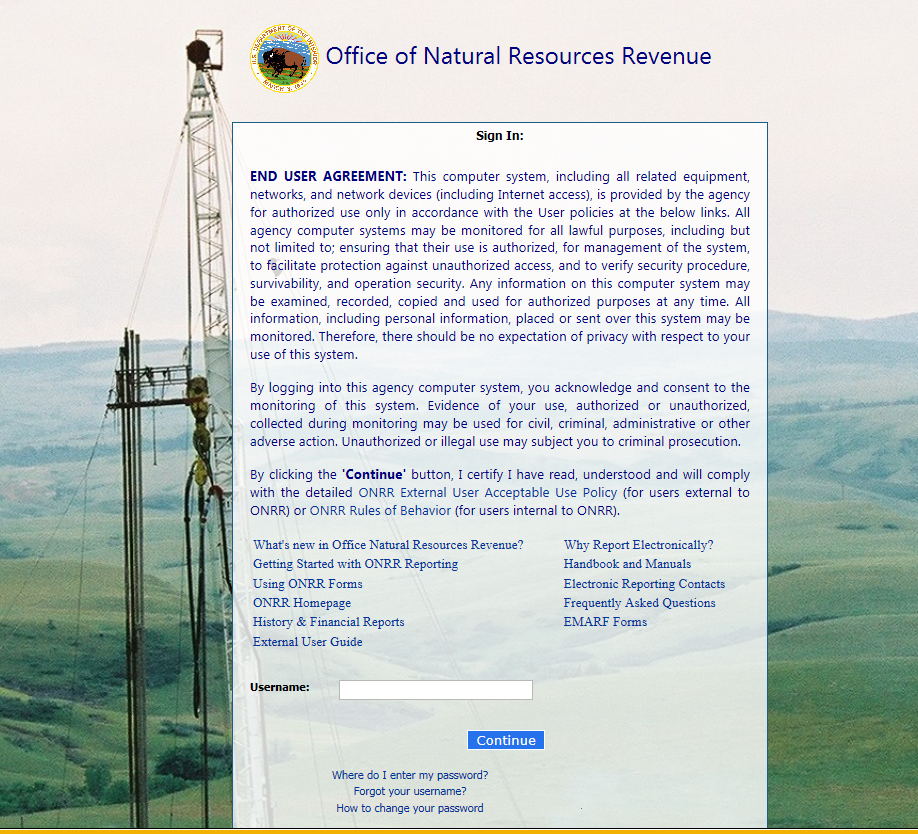 U.S. DEPARTMENT OF THE INTERIOR
MARCH 3, 1849
Office of Natural Resources Revenue
Sign In:
END USER AGREEMENT: This computer system, including all related equipment,
networks, and network devices (including Internet access), is provided by the agency
for authorized use only in accordance with the User policies at the below links. All
agency computer systems may be monitored for all lawful purposes, including but
not limited to; ensuring that their use is authorized, for management of the system,
to facilitate protection against unauthorized access, and to verify security procedure,
survivability, and operation security. Any information on this computer system may
be examined, recorded, copied and used for authorized purposes at any time. All
information, including personal information, placed or sent over this system may be
monitored. Therefore, there should be no expectation of privacy with respect to your
use of this system.
By logging into this agency computer system, you acknowledge and consent to the
monitoring of this system. Evidence of your use, authorized or unauthorized,
collected during monitoring may be used for civil, criminal, administrative or other
adverse action. Unauthorized or illegal use may subject you to criminal prosecution.
By clicking the 'Continue' button, I certify I have read, understood and will comply
with the detailed ONRR External User Acceptable Use Policy (for users external to
ONRR) or ONRR Rules of Behavior (for users internal to ONRR).
What's new in Office Natural Resources Revenue? Why Report Electronically?
Getting Started with ONRR Reporting Handbook and Manuals
Using ONRR Forms Electronic Reporting Contacts
ONRR Homepage Frequently Asked Questions
History & Financial Reports EMARF Forms
External User Guide
Username:
Continue
Where do I enter my password?
Forgot your username?
How to change your password